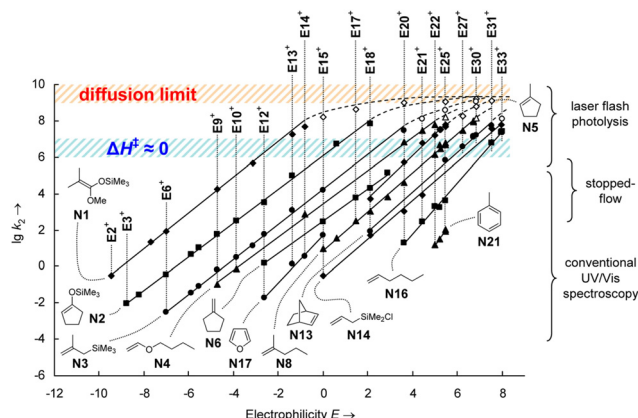 E13⁺ E14⁺ E15⁺ E17⁺ E18⁺ E20⁺ E21⁺ E22⁺ E25⁺ E27⁺ E30⁺ E31⁺ E33⁺
10
diffusion limit
8
ΔH‡ ≈ 0
6
4
2
0
-2
-4
-6
lg k₂ →
E2⁺ E3⁺ E6⁺ E9⁺ E10⁺ E12⁺
OSiMe₃
OMe
N1
OSiMe₃
N2
SiMe₃
N3
O
N4
N6
O
N17
N8
N13
SiMe₂Cl
N14
N16
N21
N5
laser flash
photolysis
stopped-
flow
conventional
UV/Vis
spectroscopy
-12 -10 -8 -6 -4 -2 0 2 4 6 8
Electrophilicity E →